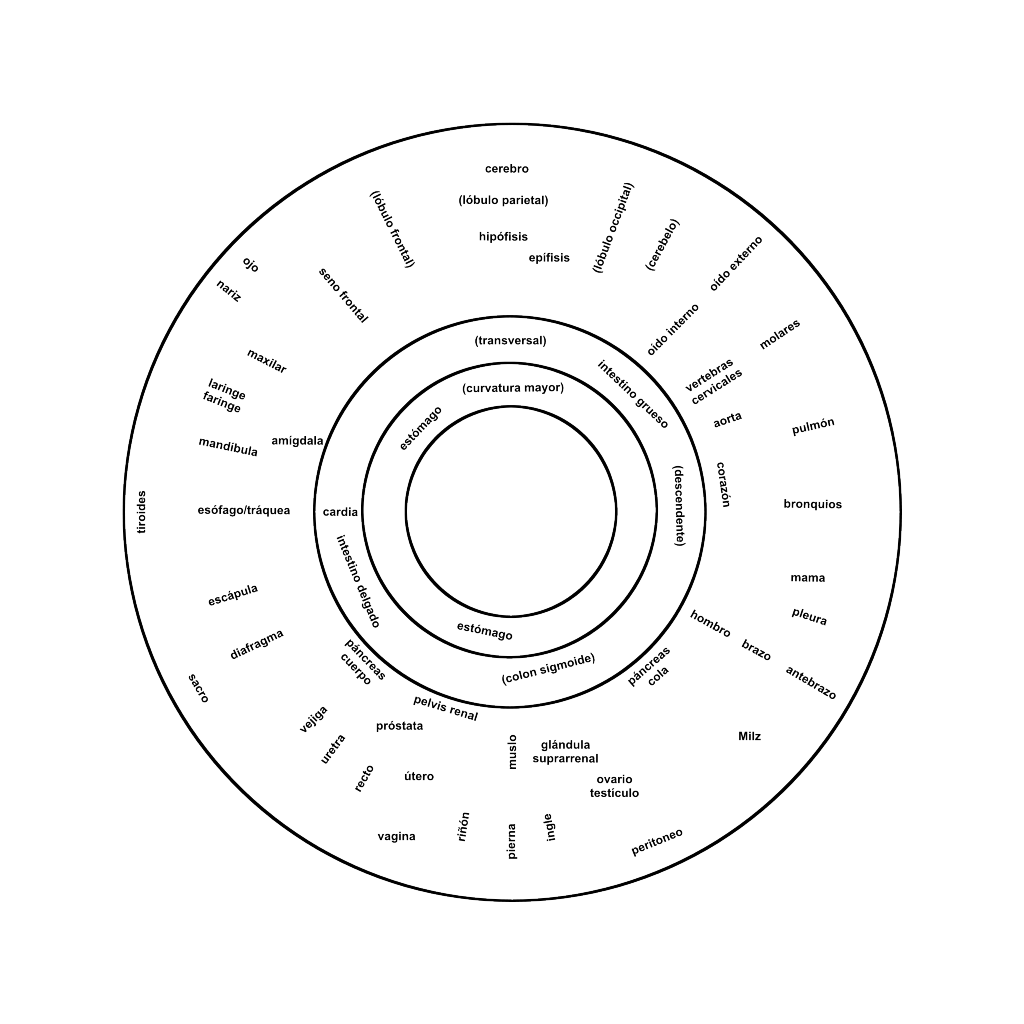 cerebro
(lóbulo parietal)
(lóbulo frontal)
(lóbulo occipital)
(cerebelo)
hipófisis
epífisis
oído externo
ojo
nariz
seno frontal
oído interno
molares
maxilar
vertebras
cervicales
laringe
faringe
aorta
pulmón
mandibula
amigdala
(transversal)
intestino grueso
(curvatura mayor)
estómago
(descendente)
corazón
tiroides
esófago/tráquea
cardia
bronquios
intestino delgado
escápula
mama
pleura
diafragma
hombro
brazo
antebrazo
estómago
(colon sigmoide)
páncreas
cuerpo
páncreas
cola
sacro
pelvis renal
vejiga
próstata
uretra
muslo
glándula
suprarrenal
Milz
recto
útero
ovario
testículo
vagina
riñón
pierna
ingle
peritoneo